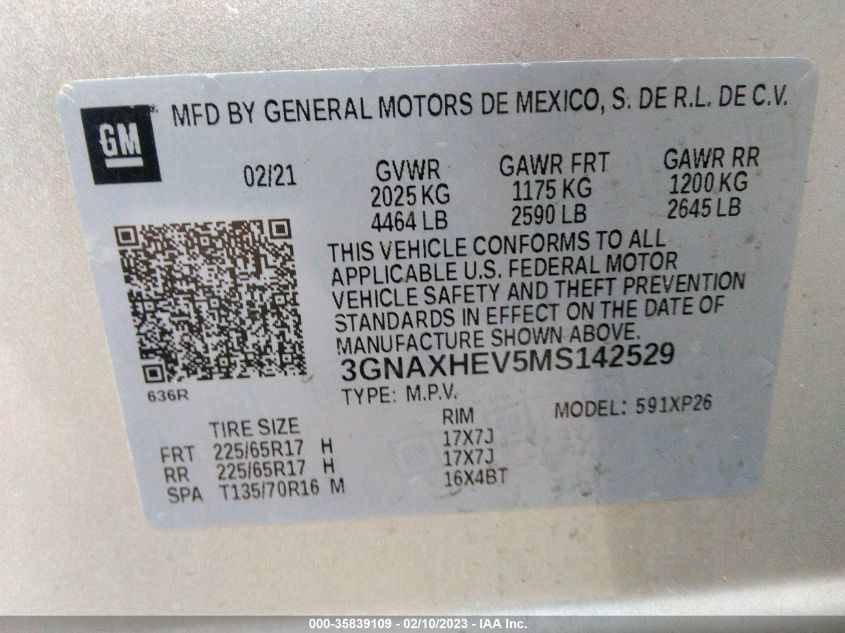 MFD BY GENERAL MOTORS DE MEXICO, S. DE R.L. DE C.V.
GM
02/21
GVWR GAWR FRT GAWR RR
2025 KG 1175 KG 1200 KG
4464 LB 2590 LB 2645 LB
THIS VEHICLE CONFORMS TO ALL
APPLICABLE U.S. FEDERAL MOTOR
VEHICLE SAFETY AND THEFT PREVENTION
STANDARDS IN EFFECT ON THE DATE OF
MANUFACTURE SHOWN ABOVE.
3GNAXHEV5MS142529
636R
TYPE: M.P.V. MODEL: 591XP26
TIRE SIZE RIM
FRT 225/65R17 H 17X7J
RR 225/65R17 H 17X7J
SPA T135/70R16 M 16X4BT
000-35839109 - 02/10/2023 - IAA Inc.